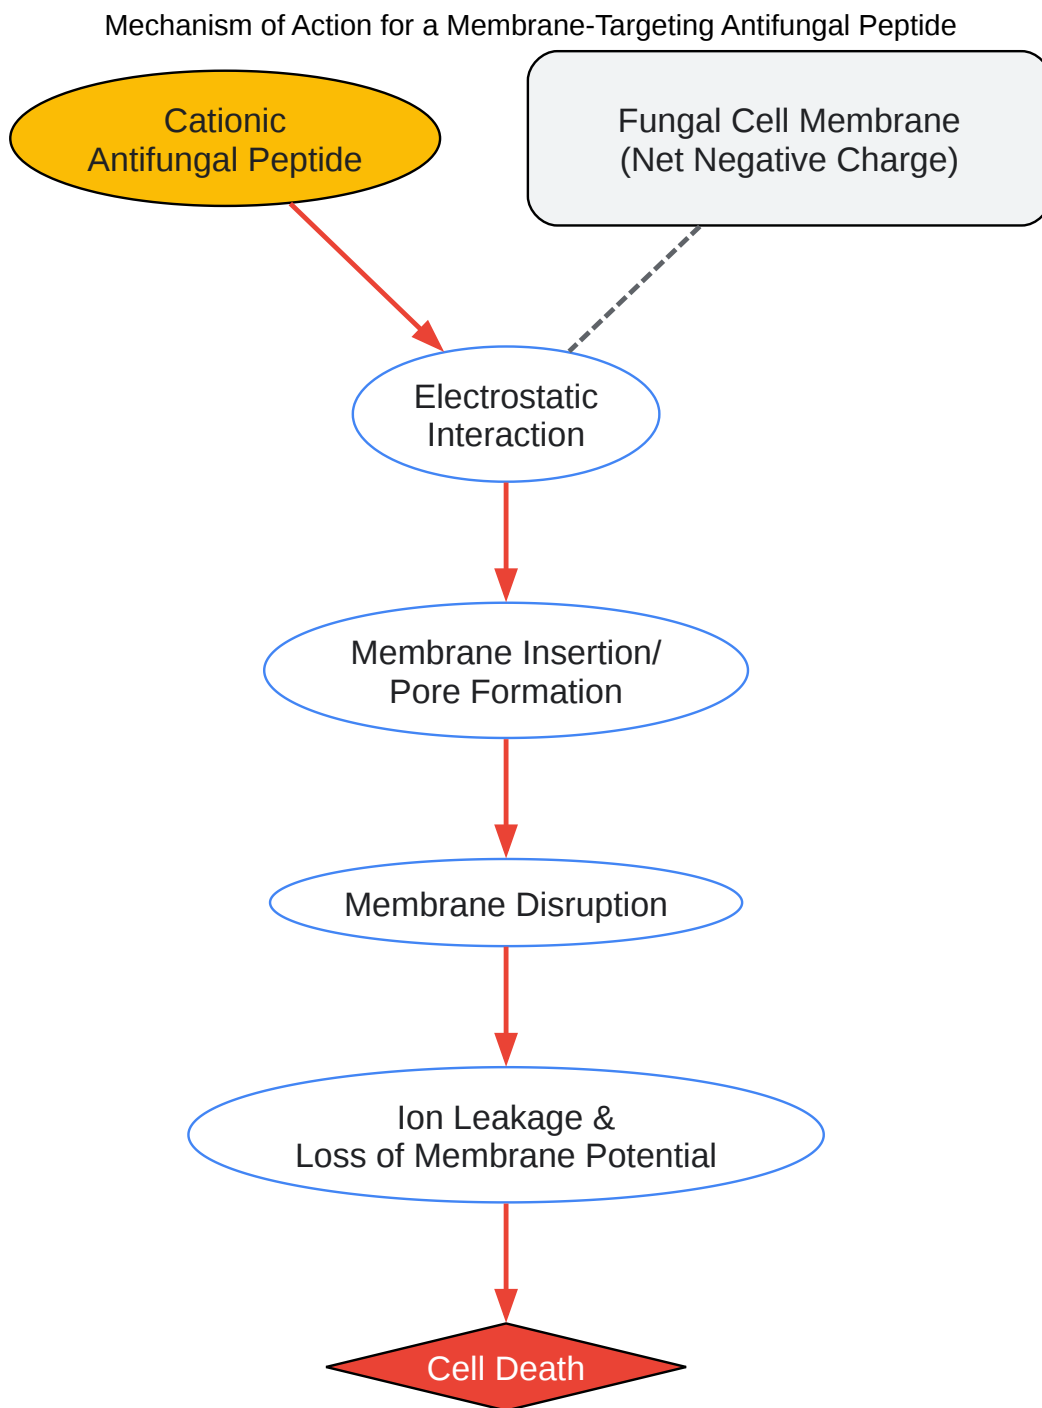 Mechanism of Action for a Membrane-Targeting Antifungal Peptide
Cationic
Antifungal Peptide
Fungal Cell Membrane
(Net Negative Charge)
Electrostatic
Interaction
Membrane Insertion/
Pore Formation
Membrane Disruption
Ion Leakage &
Loss of Membrane Potential
Cell Death